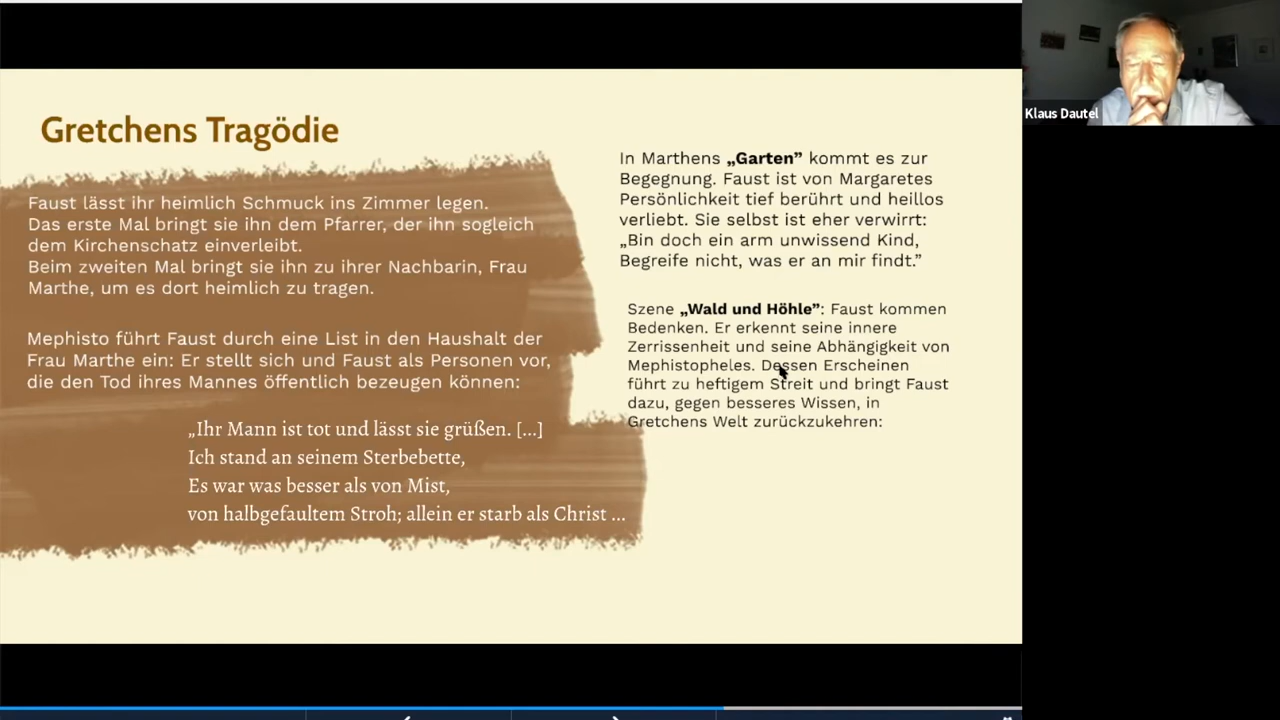 Gretchens Tragödie
Faust lässt ihr heimlich Schmuck ins Zimmer legen.
Das erste Mal bringt sie ihn dem Pfarrer, der ihn sogleich
dem Kirchenschatz einverleibt.
Beim zweiten Mal bringt sie ihn zu ihrer Nachbarin, Frau
Marthe, um es dort heimlich zu tragen.
Mephisto führt Faust durch eine List in den Haushalt der
Frau Marthe ein: Er stellt sich und Faust als Personen vor,
die den Tod ihres Mannes öffentlich bezeugen können:
„Ihr Mann ist tot und lässt sie grüßen. [...]
Ich stand an seinem Sterbebette,
Es war was besser als von Mist,
von halbgefaultem Stroh; allein er starb als Christ ...
In Marthens „Garten” kommt es zur
Begegnung. Faust ist von Margaretes
Persönlichkeit tief berührt und heillos
verliebt. Sie selbst ist eher verwirrt:
„Bin doch ein arm unwissend Kind,
Begreife nicht, was er an mir findt.”
Szene „Wald und Höhle”: Faust kommen
Bedenken. Er erkennt seine innere
Zerrissenheit und seine Abhängigkeit von
Mephistopheles. Dessen Erscheinen
führt zu heftigem Streit und bringt Faust
dazu, gegen besseres Wissen, in
Gretchens Welt zurückzukehren:
Klaus Dautel